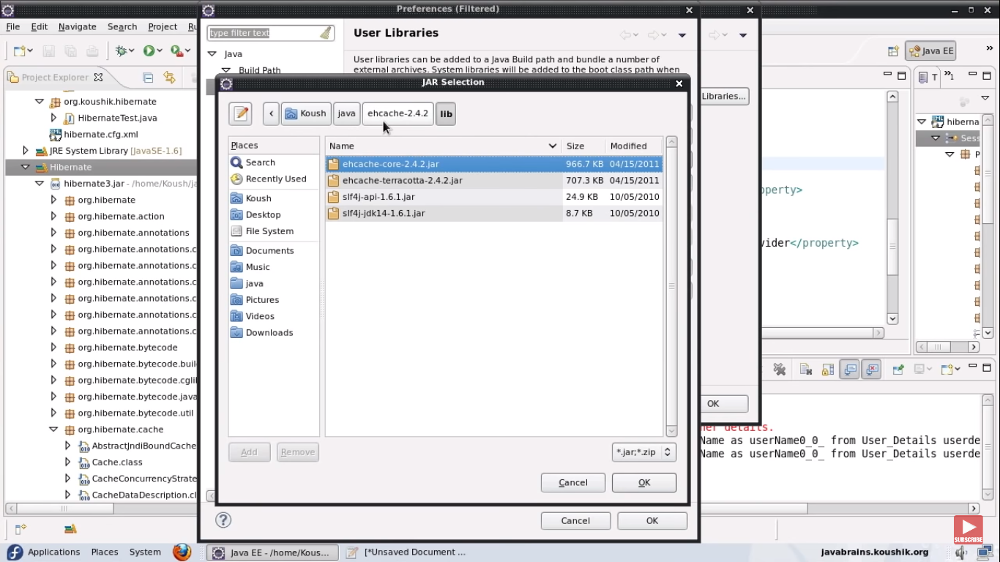 Preferences (Filtered)
File Edit Navigate Search Project Ru
type filter text
User Libraries
Java
Build Path
User libraries can be added to a Java Build path and bundle a number of
external archives. System libraries will be added to the boot class path when
Java EE
Project Explorer
JAR Selection
T
Libraries...
org.koushik.hibernate
HibernateTest.java
hibernate.cfg.xml
JRE System Library [JavaSE-1.6]
Hibernate
hibernate3.jar - /home/Koush/ja
org.hibernate
org.hibernate.action
org.hibernate.annotations
org.hibernate.annotations.c
org.hibernate.annotations.c
org.hibernate.annotations.c
org.hibernate.annotations.c
org.hibernate.annotations.c
org.hibernate.bytecode
org.hibernate.bytecode.buil
org.hibernate.bytecode.cgli
org.hibernate.bytecode.java
org.hibernate.bytecode.util
org.hibernate.cache
AbstractJndiBoundCache
Cache.class
CacheConcurrencyStrate
CacheDataDescription.cl
Koush java ehcache-2.4.2 lib
Places
Search
Recently Used
Koush
Desktop
File System
Documents
Music
java
Pictures
Videos
Downloads
Name Size Modified
ehcache-core-2.4.2.jar 966.7 KB 04/15/2011
ehcache-terracotta-2.4.2.jar 707.3 KB 04/15/2011
slf4j-api-1.6.1.jar 24.9 KB 10/05/2010
slf4j-jdk14-1.6.1.jar 8.7 KB 10/05/2010
Add Remove
*.jar;*.zip
Cancel OK
Cancel OK
OK
hiberna
Sess
P
operty>
vider</property>
her details.
Name as userName0_0_ from User_Details userde
Name as userName0_0_ from User_Details userde
SUBSCRIBE
Applications Places System
Java EE - /home/Kous...
[*Unsaved Document ...
javabrains.koushik.org